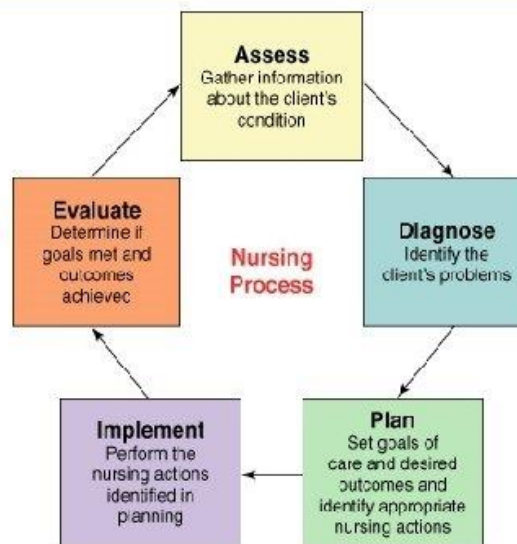 Assess
Gather information
about the client's
condition
Diagnose
Identify the
client's problems
Plan
Set goals of
care and desired
outcomes and
identify appropriate
nursing actions
Implement
Perform the
nursing actions
identified in
planning
Evaluate
Determine if
goals met and
outcomes
achieved
Nursing
Process